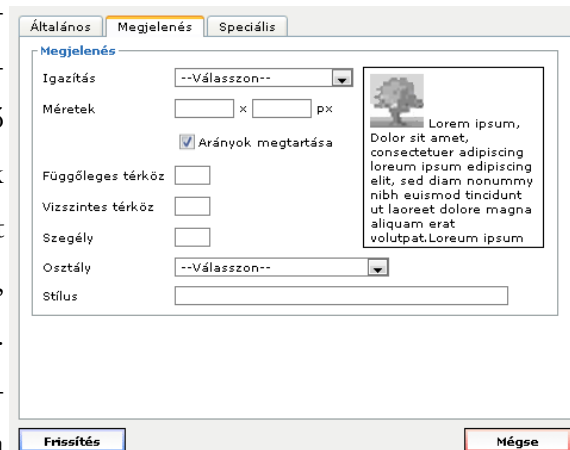 Általános Megjelenés Speciális
Megjelenés
Igazítás --Válasszon--
Méretek x px
Arányok megtartása
Függőleges térköz
Vizszintes térköz
Szegély
Osztály --Válasszon--
Stílus
Lorem ipsum,
Dolor sit amet,
consectetuer adipiscing
loreum ipsum edipiscing
elit, sed diam nonummy
nibh euismod tincidunt
ut laoreet dolore magna
aliquam erat
volutpat.Loreum ipsum
Frissítés Mégse